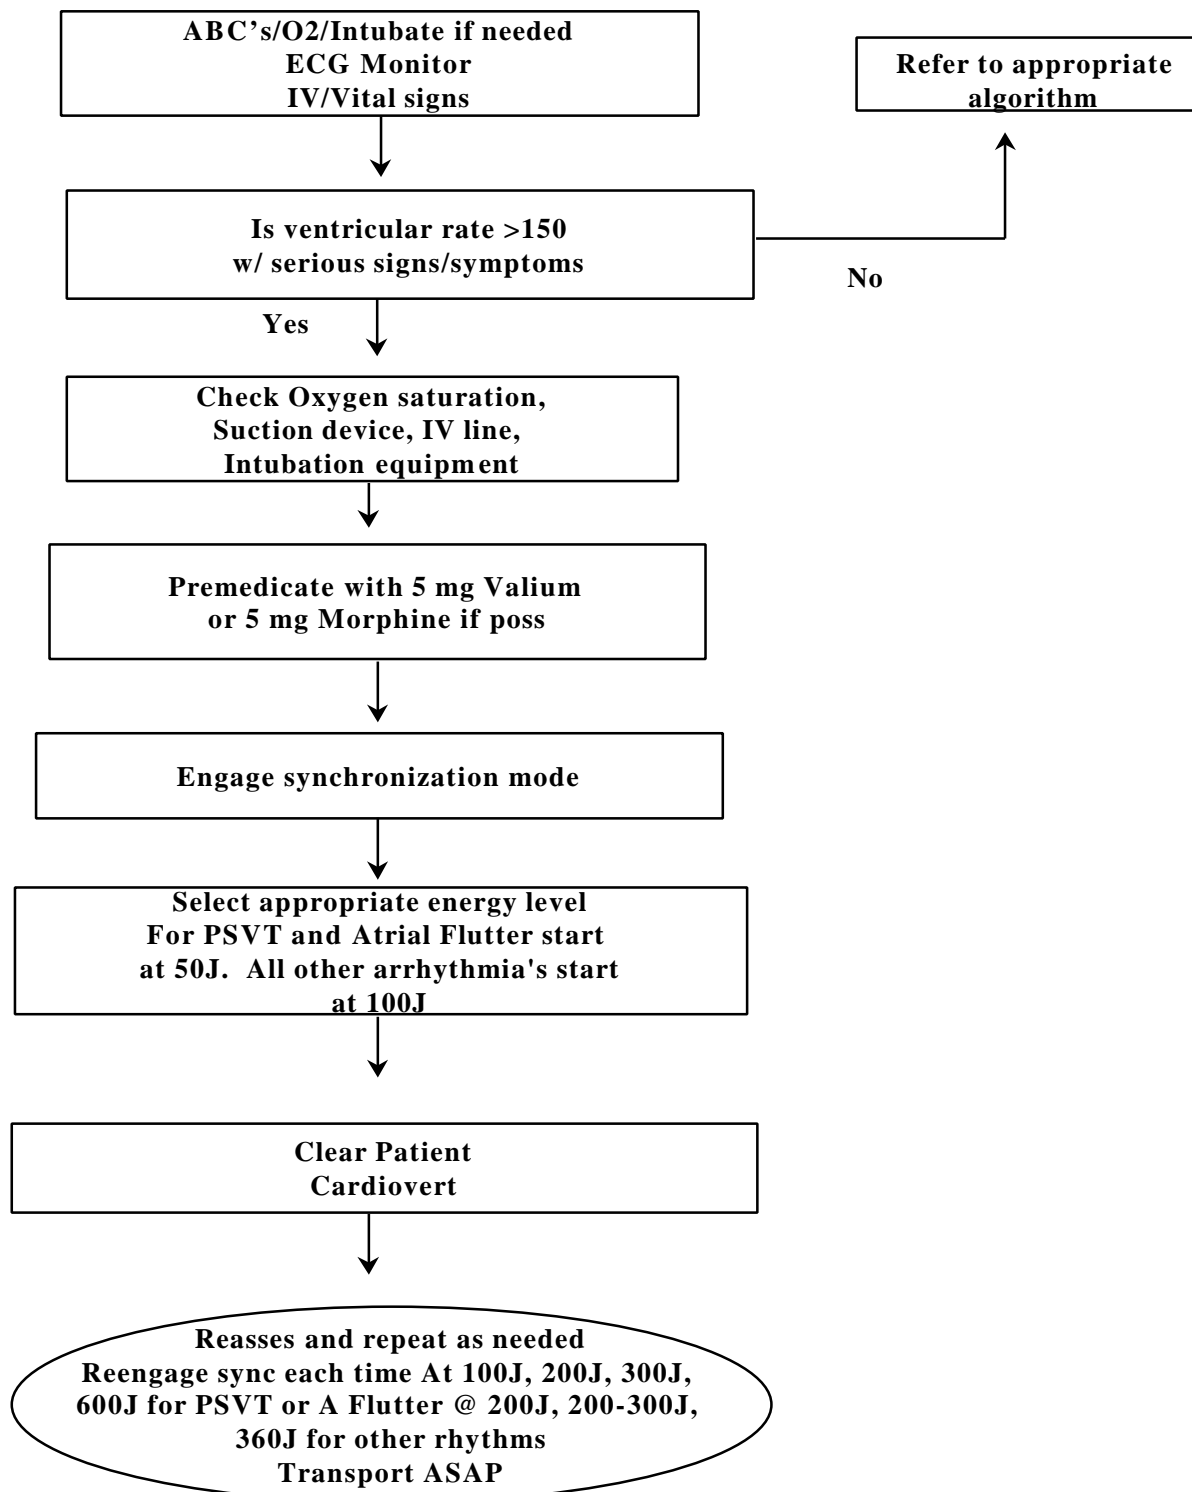 ABC’s/O2/Intubate if needed
ECG Monitor
IV/Vital signs
Refer to appropriate
algorithm
Is ventricular rate >150
w/ serious signs/symptoms
No
Yes
Check Oxygen saturation,
Suction device, IV line,
Intubation equipment
Premedicate with 5 mg Valium
or 5 mg Morphine if poss
Engage synchronization mode
Select appropriate energy level
For PSVT and Atrial Flutter start
at 50J.  All other arrhythmia's start
at 100J
Clear Patient
Cardiovert
Reasses and repeat as needed
Reengage sync each time At 100J, 200J, 300J,
600J for PSVT or A Flutter @ 200J, 200-300J,
360J for other rhythms
Transport ASAP